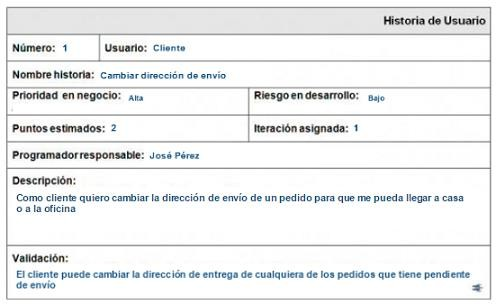 Historia de Usuario
Número: 1 Usuario: Cliente
Nombre historia: Cambiar dirección de envío
Prioridad en negocio: Alta Riesgo en desarrollo: Bajo
Puntos estimados: 2 Iteración asignada: 1
Programador responsable: José Pérez
Descripción:
Como cliente quiero cambiar la dirección de envío de un pedido para que me pueda llegar a casa
o a la oficina
Validación:
El cliente puede cambiar la dirección de entrega de cualquiera de los pedidos que tiene pendiente
de envío